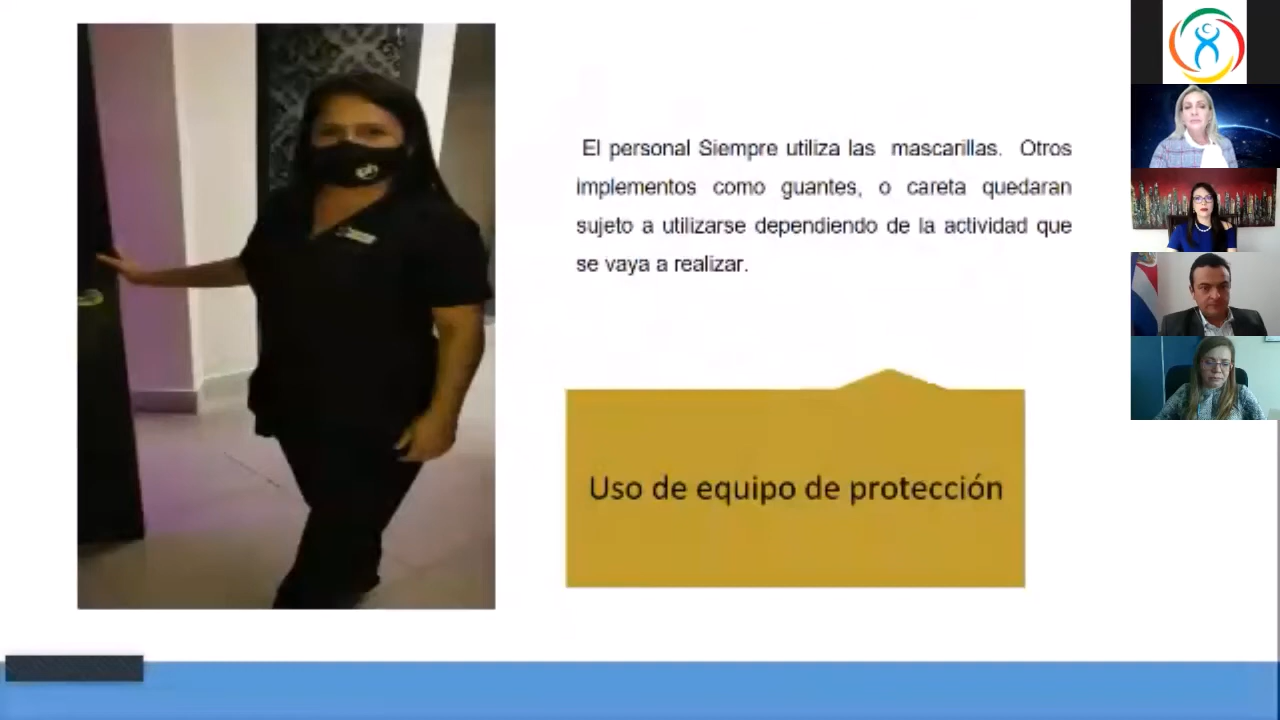 El personal Siempre utiliza las mascarillas. Otros
implementos como guantes, o careta quedaran
sujeto a utilizarse dependiendo de la actividad que
se vaya a realizar.
Uso de equipo de protección